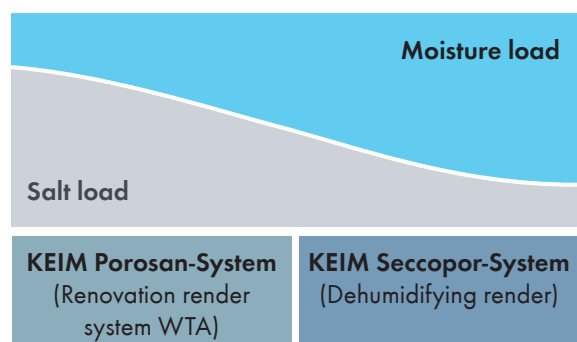 Moisture load
Salt load
KEIM Porosan-System
(Renovation render
system WTA)
KEIM Seccopor-System
(Dehumidifying render)